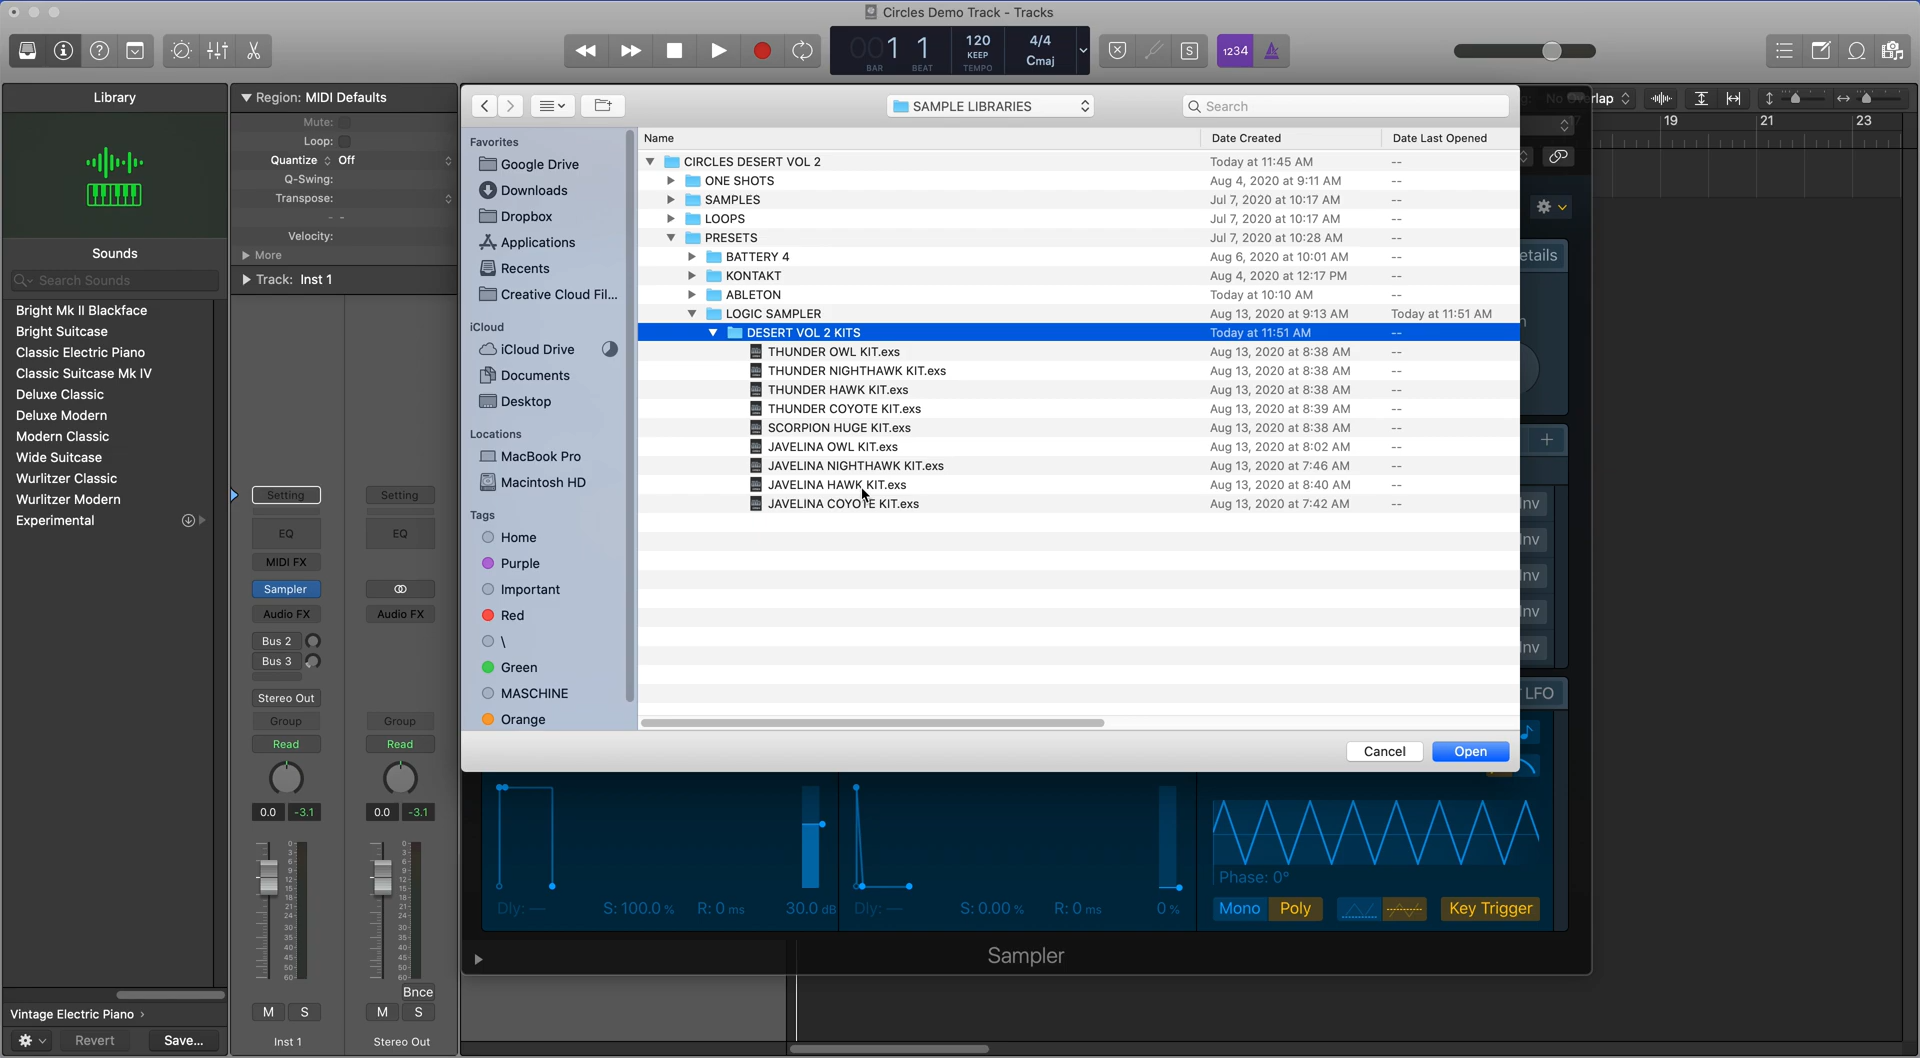 Circles Demo Track - Tracks
001 1
BAR BEAT
120
KEEP
TEMPO
4/4
Cmaj
S
1234
Library
Region: MIDI Defaults
Mute:
Loop:
Quantize Off
Q-Swing:
Transpose:
- -
Velocity:
More
Track: Inst 1
Sounds
Search Sounds
Bright Mk II Blackface
Bright Suitcase
Classic Electric Piano
Classic Suitcase Mk IV
Deluxe Classic
Deluxe Modern
Modern Classic
Wide Suitcase
Wurlitzer Classic
Wurlitzer Modern
Experimental
Vintage Electric Piano ›
Revert Save...
Setting Setting
EQ EQ
MIDI FX
Sampler
Audio FX Audio FX
Bus 2
Bus 3
Stereo Out
Group Group
Read Read
0.0 -3.1 0.0 -3.1
Bnce
M S M S
Inst 1 Stereo Out
SAMPLE LIBRARIES
Search
Favorites
Google Drive
Downloads
Dropbox
Applications
Recents
Creative Cloud Fil...
iCloud
iCloud Drive
Documents
Desktop
Locations
MacBook Pro
Macintosh HD
Tags
Home
Purple
Important
Red
\
Green
MASCHINE
Orange
Name Date Created Date Last Opened
CIRCLES DESERT VOL 2 Today at 11:45 AM --
ONE SHOTS Aug 4, 2020 at 9:11 AM --
SAMPLES Jul 7, 2020 at 10:17 AM --
LOOPS Jul 7, 2020 at 10:17 AM --
PRESETS Jul 7, 2020 at 10:28 AM --
BATTERY 4 Aug 6, 2020 at 10:01 AM --
KONTAKT Aug 4, 2020 at 12:17 PM --
ABLETON Today at 10:10 AM --
LOGIC SAMPLER Aug 13, 2020 at 9:13 AM Today at 11:51 AM
DESERT VOL 2 KITS Today at 11:51 AM --
THUNDER OWL KIT.exs Aug 13, 2020 at 8:38 AM --
THUNDER NIGHTHAWK KIT.exs Aug 13, 2020 at 8:38 AM --
THUNDER HAWK KIT.exs Aug 13, 2020 at 8:38 AM --
THUNDER COYOTE KIT.exs Aug 13, 2020 at 8:39 AM --
SCORPION HUGE KIT.exs Aug 13, 2020 at 8:38 AM --
JAVELINA OWL KIT.exs Aug 13, 2020 at 8:02 AM --
JAVELINA NIGHTHAWK KIT.exs Aug 13, 2020 at 7:46 AM --
JAVELINA HAWK KIT.exs Aug 13, 2020 at 8:40 AM --
JAVELINA COYOTE KIT.exs Aug 13, 2020 at 7:42 AM --
Cancel Open
No Overlap
19 21 23
etails
Inv
Inv
Inv
Inv
Inv
LFO
Dly: — S: 100.0 % R: 0 ms 30.0 dB
Dly: — S: 0.00 % R: 0 ms 0 %
Phase: 0°
Mono Poly Key Trigger
Sampler